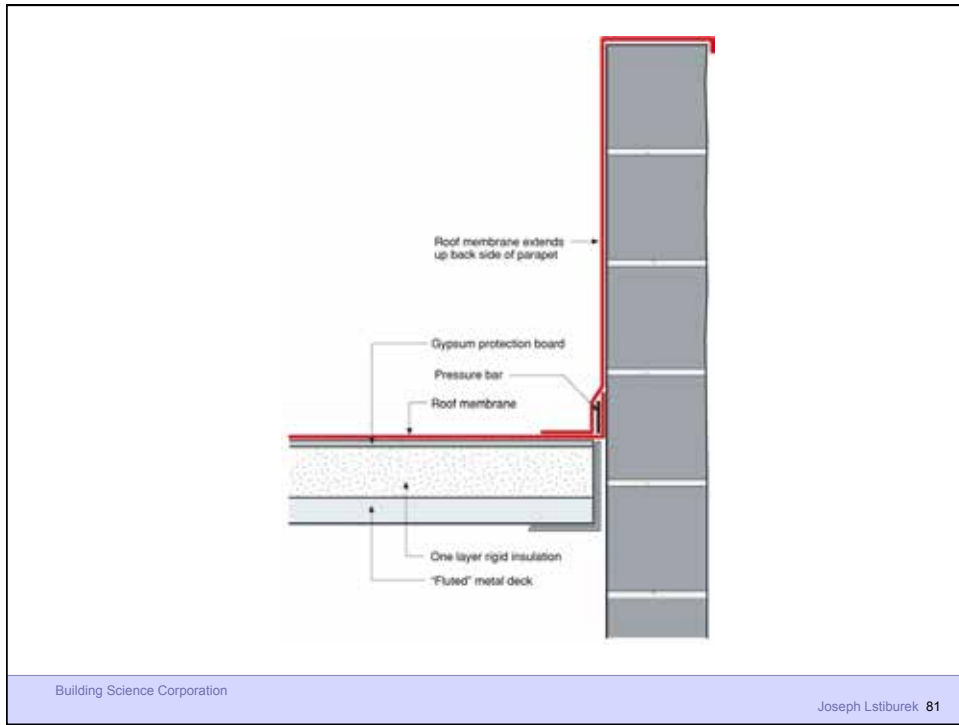 Roof membrane extends
up back side of parapet
Gypsum protection board
Pressure bar
Roof membrane
One layer rigid insulation
"Fluted" metal deck
Building Science Corporation
Joseph Lstiburek 81